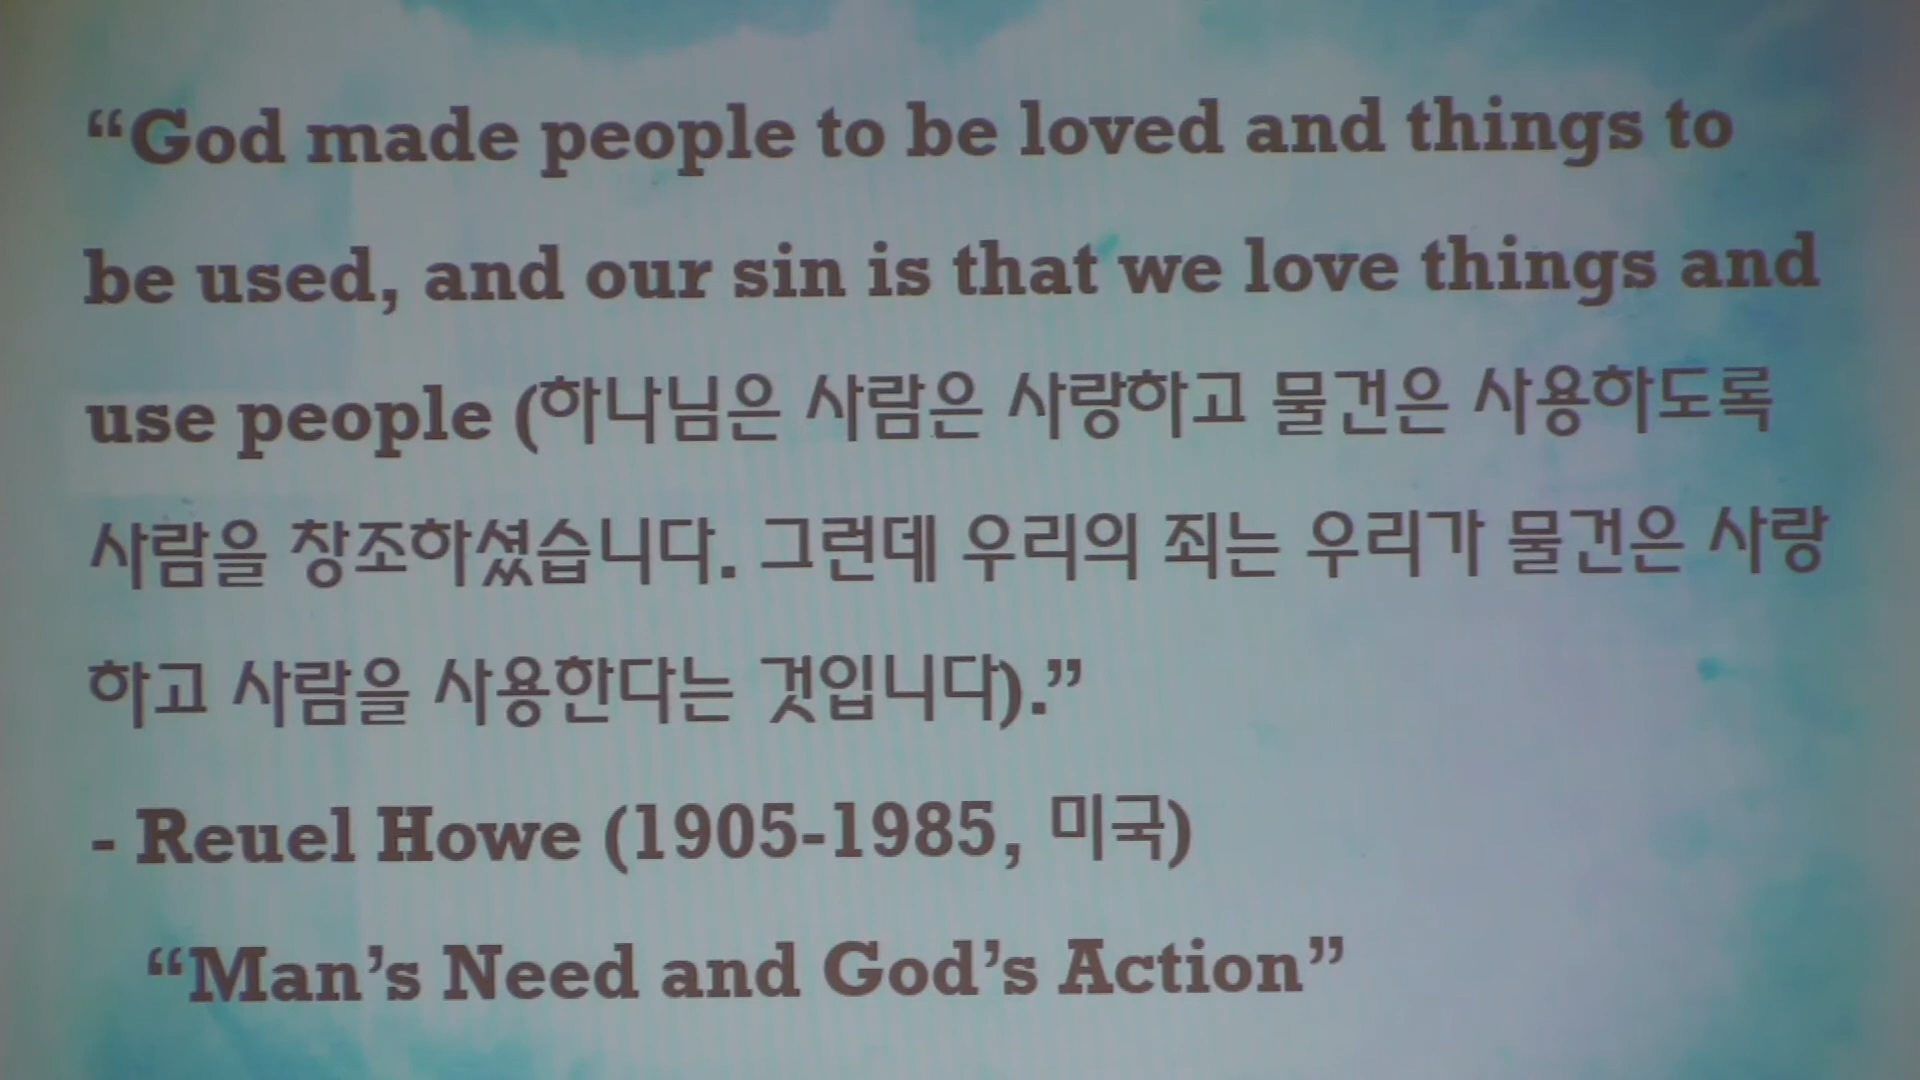 “God made people to be loved and things to
be used, and our sin is that we love things and
use people (하나님은 사람은 사랑하고 물건은 사용하도록
사람을 창조하셨습니다. 그런데 우리의 죄는 우리가 물건은 사랑
하고 사람을 사용한다는 것입니다).”
- Reuel Howe (1905-1985, 미국)
“Man’s Need and God’s Action”